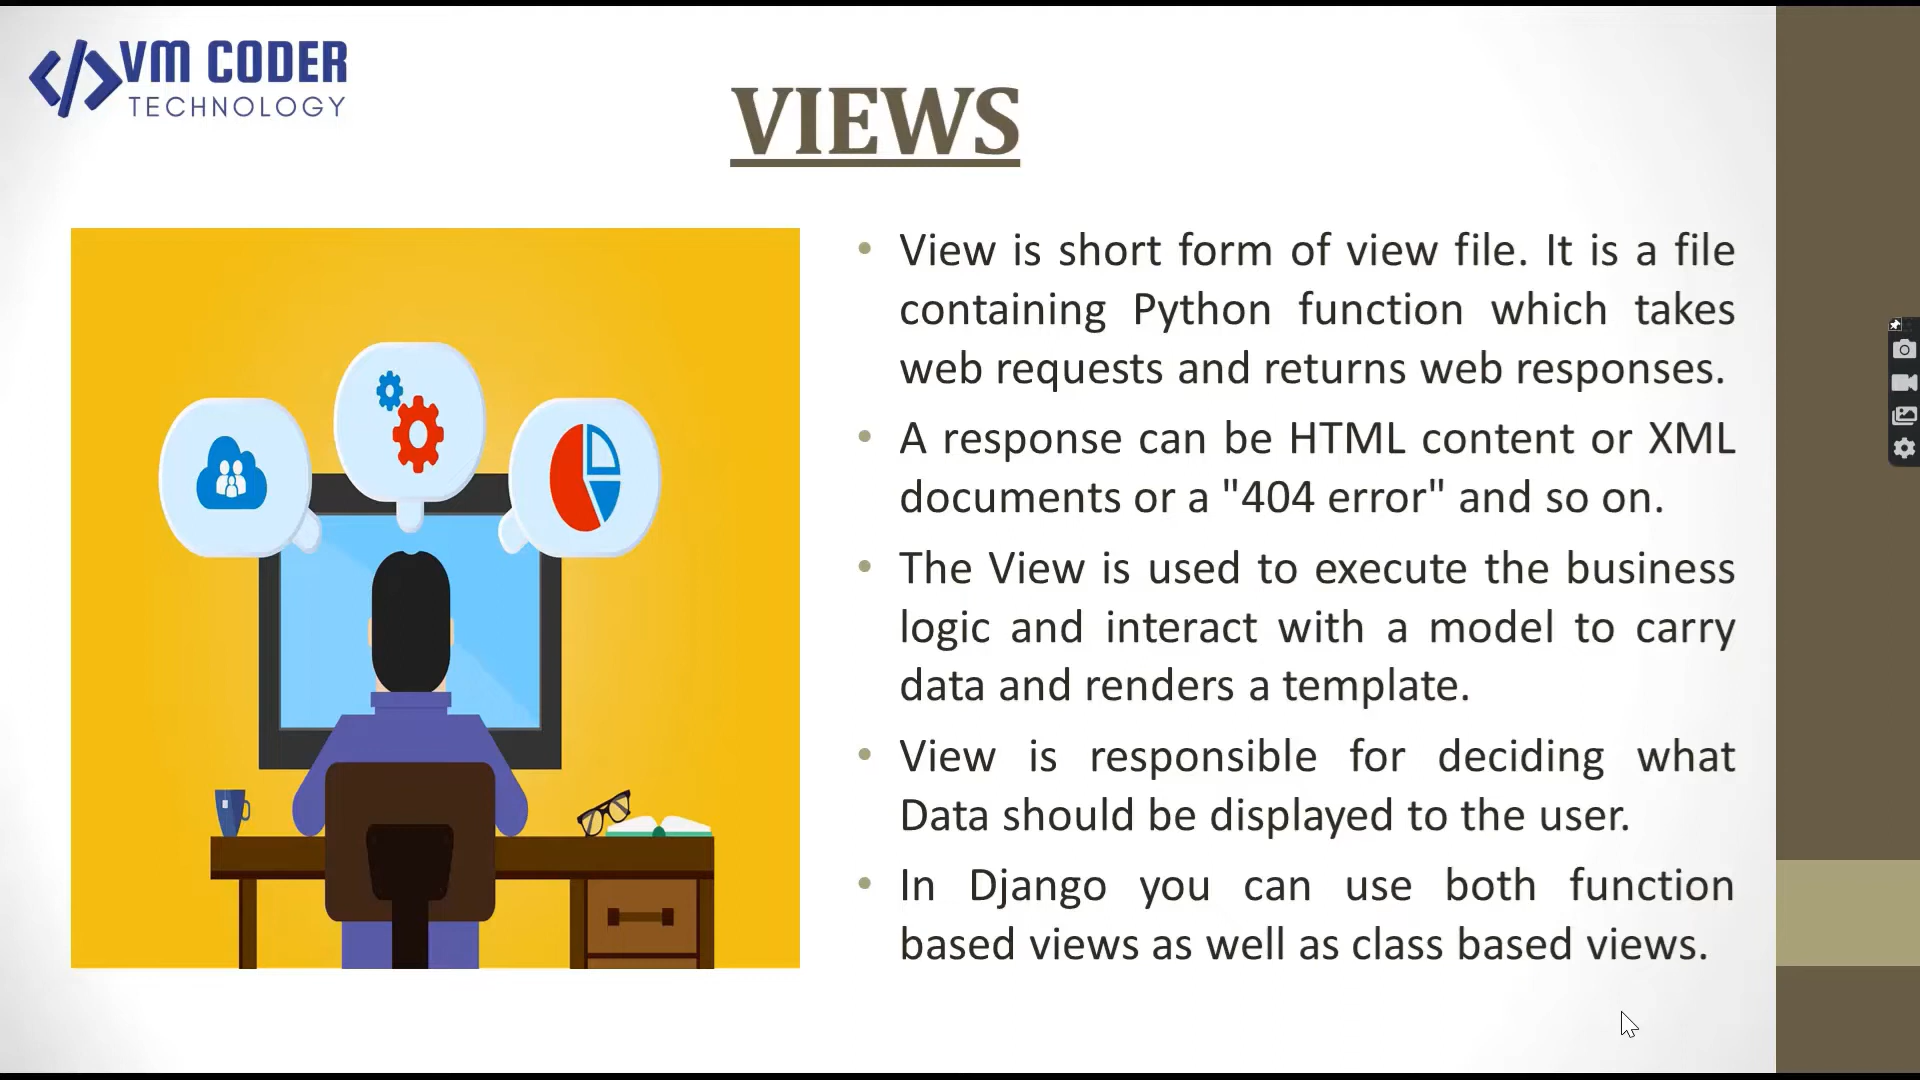 VM CODER
TECHNOLOGY
VIEWS
• View is short form of view file. It is a file
containing Python function which takes
web requests and returns web responses.
• A response can be HTML content or XML
documents or a "404 error" and so on.
• The View is used to execute the business
logic and interact with a model to carry
data and renders a template.
• View is responsible for deciding what
Data should be displayed to the user.
• In Django you can use both function
based views as well as class based views.